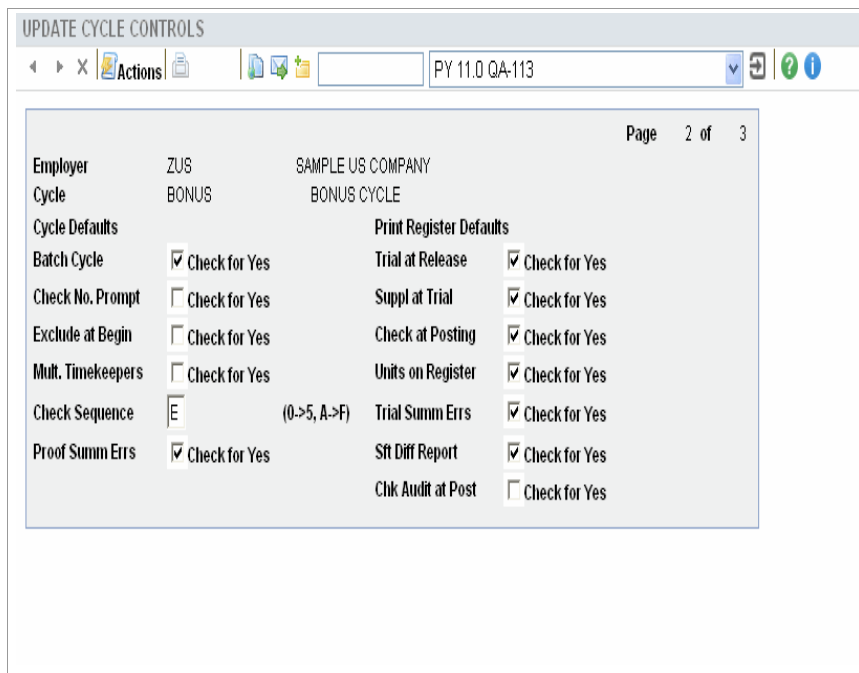 UPDATE CYCLE CONTROLS
Actions PY 11.0 QA-113
Page 2 of 3
Employer ZUS SAMPLE US COMPANY
Cycle BONUS BONUS CYCLE
Cycle Defaults Print Register Defaults
Batch Cycle Check for Yes Trial at Release Check for Yes
Check No. Prompt Check for Yes Suppl at Trial Check for Yes
Exclude at Begin Check for Yes Check at Posting Check for Yes
Mult. Timekeepers Check for Yes Units on Register Check for Yes
Check Sequence E (0->5, A->F) Trial Summ Errs Check for Yes
Proof Summ Errs Check for Yes Sft Diff Report Check for Yes
Chk Audit at Post Check for Yes